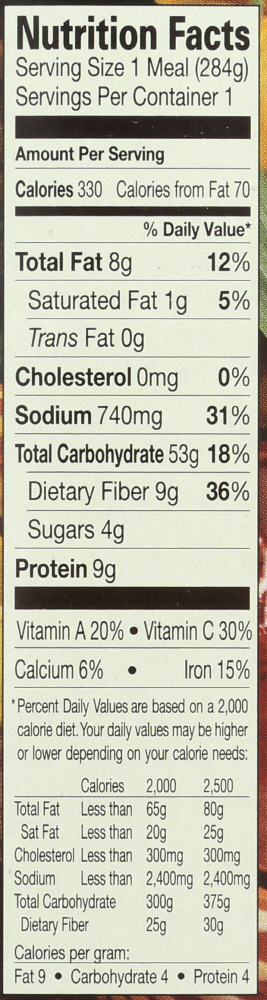 Nutrition Facts
Serving Size 1 Meal (284g)
Servings Per Container 1
Amount Per Serving
Calories 330 Calories from Fat 70
% Daily Value*
Total Fat 8g 12%
Saturated Fat 1g 5%
Trans Fat 0g
Cholesterol 0mg 0%
Sodium 740mg 31%
Total Carbohydrate 53g 18%
Dietary Fiber 9g 36%
Sugars 4g
Protein 9g
Vitamin A 20% • Vitamin C 30%
Calcium 6% • Iron 15%
*Percent Daily Values are based on a 2,000
calorie diet. Your daily values may be higher
or lower depending on your calorie needs:
Calories 2,000 2,500
Total Fat Less than 65g 80g
Sat Fat Less than 20g 25g
Cholesterol Less than 300mg 300mg
Sodium Less than 2,400mg 2,400mg
Total Carbohydrate 300g 375g
Dietary Fiber 25g 30g
Calories per gram:
Fat 9 • Carbohydrate 4 • Protein 4